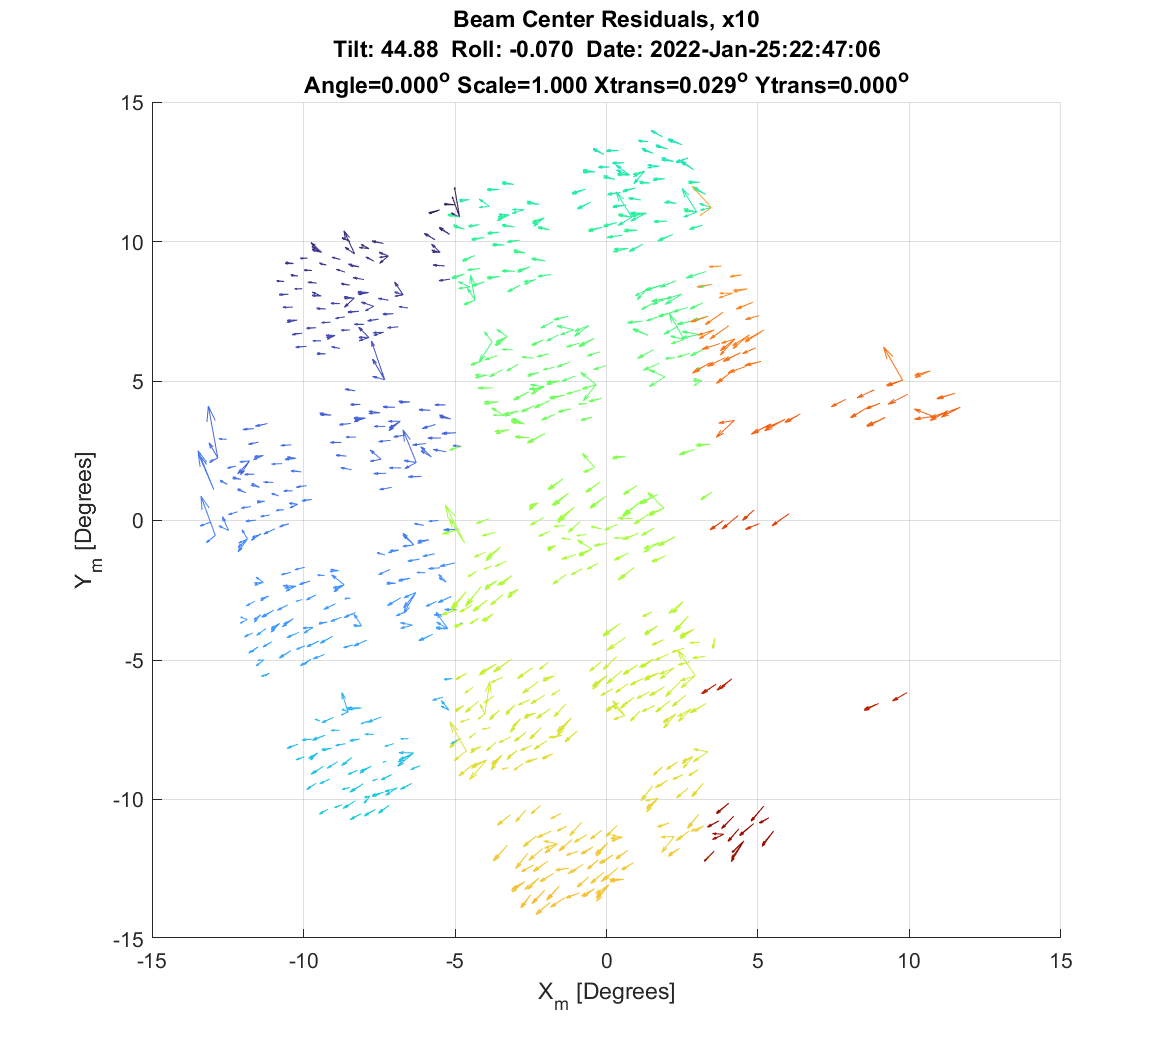 Beam Center Residuals, x10
Tilt: 44.88 Roll: -0.070 Date: 2022-Jan-25:22:47:06
Angle=0.000° Scale=1.000 Xtrans=0.029° Ytrans=0.000°
15
10
5
0
-5
-10
-15
Y_m [Degrees]
-15 -10 -5 0 5 10 15
X_m [Degrees]